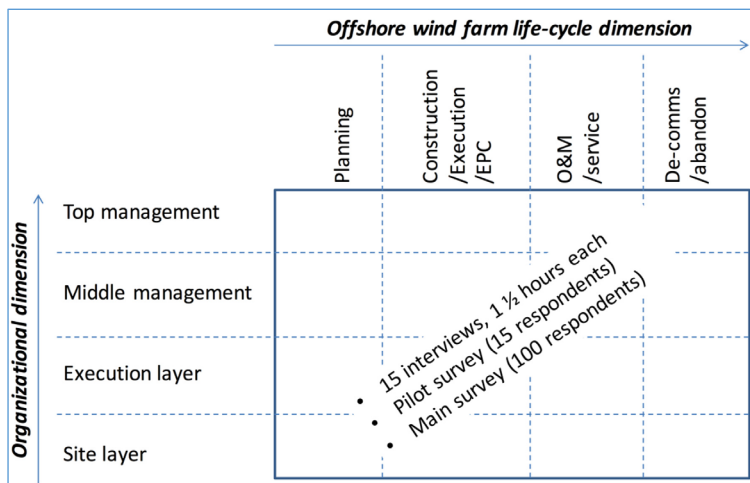 Offshore wind farm life-cycle dimension
Planning
Construction
/Execution
/EPC
O&M
/service
De-comms
/abandon
Organizational dimension
Top management
Middle management
Execution layer
Site layer
• 15 interviews, 1 ½ hours each
• Pilot survey (15 respondents)
• Main survey (100 respondents)